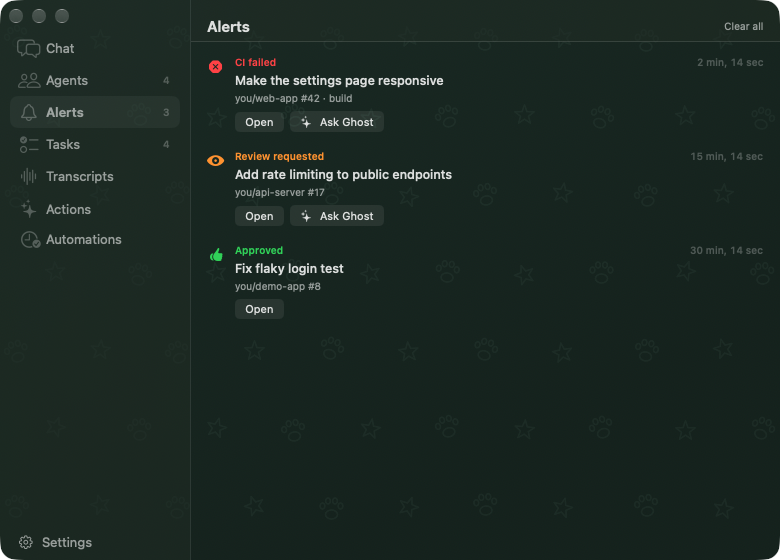 Chat
Agents 4
Alerts 3
Tasks 4
Transcripts
Actions
Automations
Settings
Alerts
Clear all
CI failed
2 min, 14 sec
Make the settings page responsive
you/web-app #42 · build
Open
Ask Ghost
Review requested
15 min, 14 sec
Add rate limiting to public endpoints
you/api-server #17
Open
Ask Ghost
Approved
30 min, 14 sec
Fix flaky login test
you/demo-app #8
Open